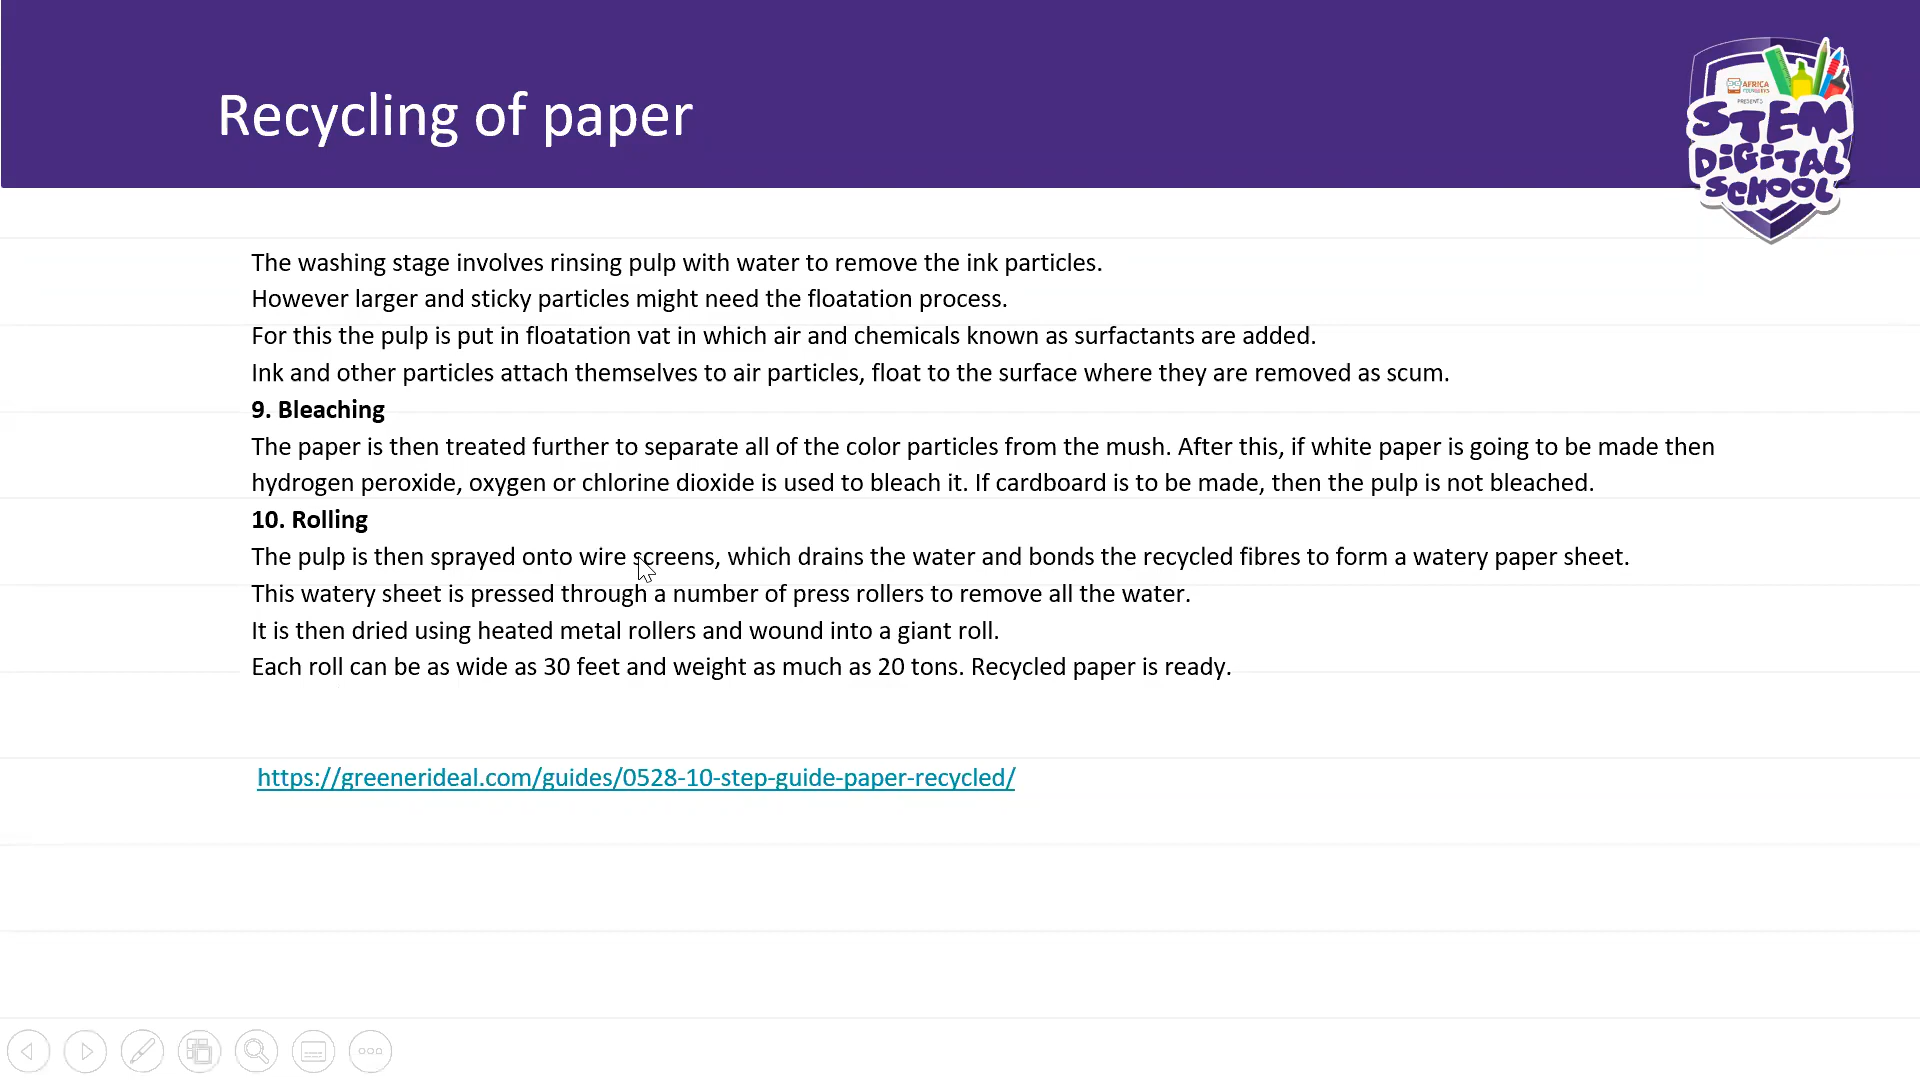 Recycling of paper
AFRICA
PRESENTS
STEM
DIGITAL
SCHOOL
The washing stage involves rinsing pulp with water to remove the ink particles.
However larger and sticky particles might need the floatation process.
For this the pulp is put in floatation vat in which air and chemicals known as surfactants are added.
Ink and other particles attach themselves to air particles, float to the surface where they are removed as scum.
9. Bleaching
The paper is then treated further to separate all of the color particles from the mush. After this, if white paper is going to be made then
hydrogen peroxide, oxygen or chlorine dioxide is used to bleach it. If cardboard is to be made, then the pulp is not bleached.
10. Rolling
The pulp is then sprayed onto wire screens, which drains the water and bonds the recycled fibres to form a watery paper sheet.
This watery sheet is pressed through a number of press rollers to remove all the water.
It is then dried using heated metal rollers and wound into a giant roll.
Each roll can be as wide as 30 feet and weight as much as 20 tons. Recycled paper is ready.
https://greenerideal.com/guides/0528-10-step-guide-paper-recycled/